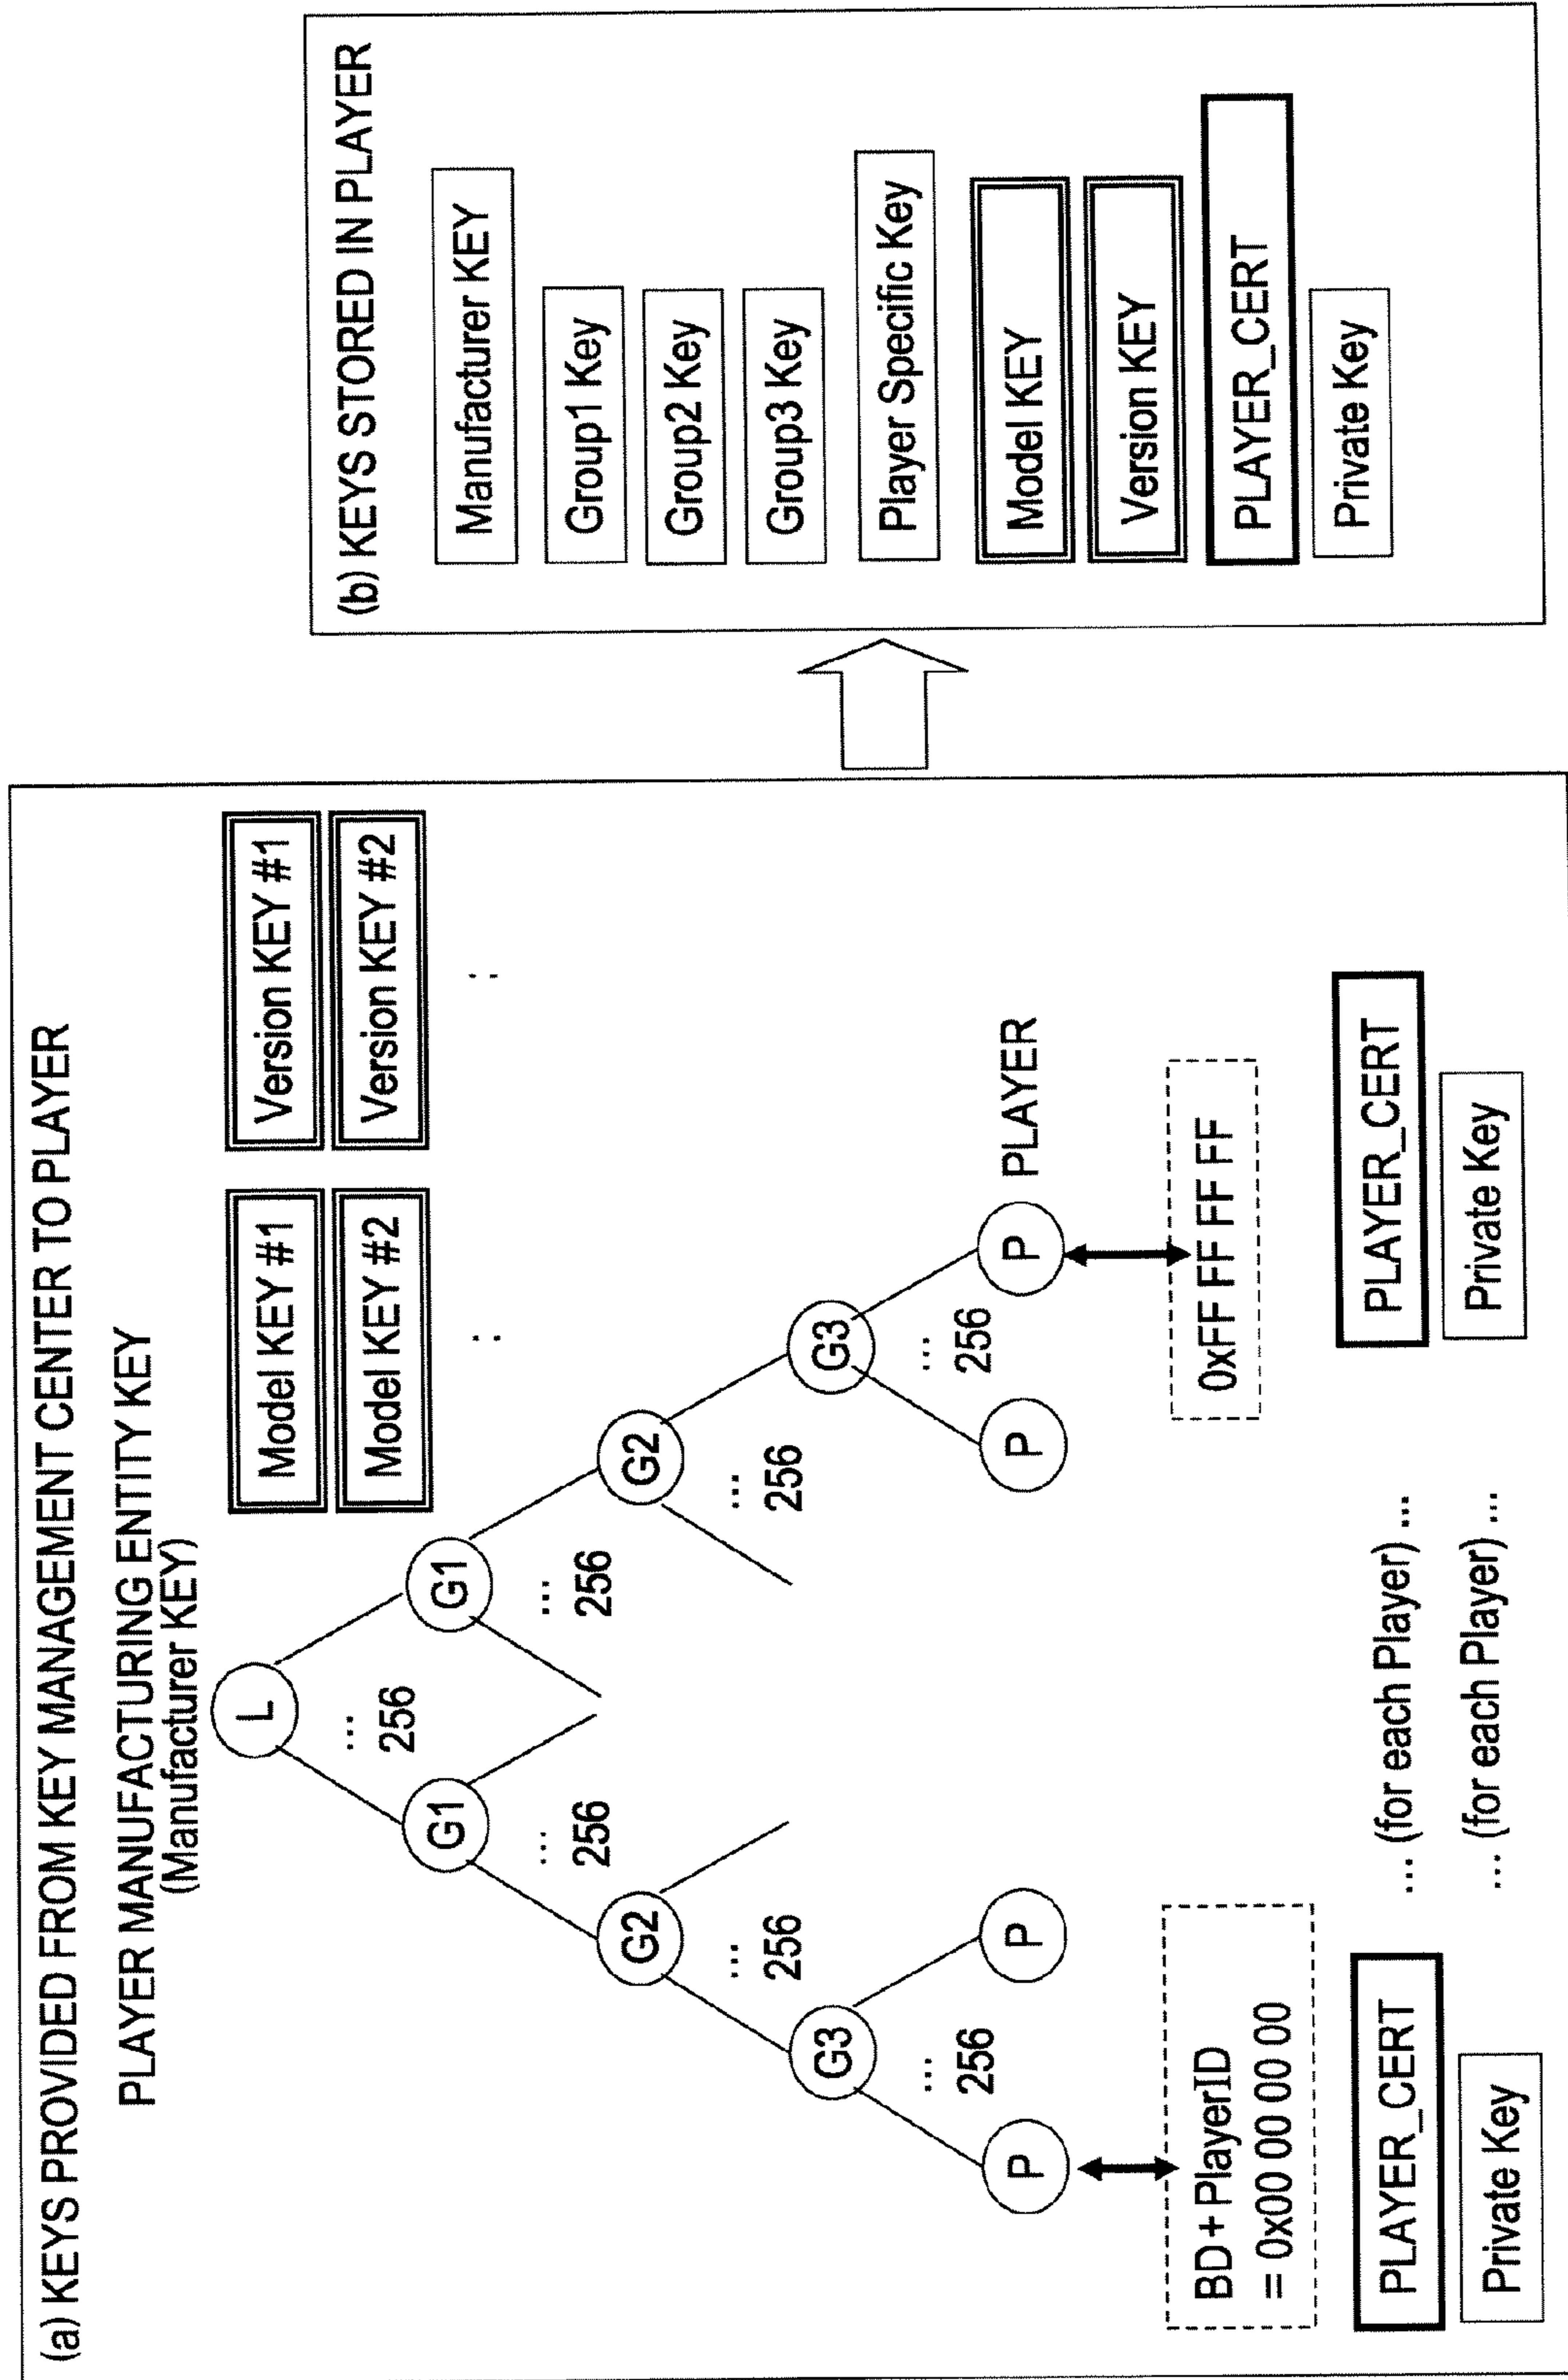 (a) KEYS PROVIDED FROM KEY MANAGEMENT CENTER TO PLAYER
PLAYER MANUFACTURING ENTITY KEY
(Manufacturer KEY)
L
Model KEY #1
Version KEY #1
Model KEY #2
Version KEY #2
:
:
... 
256
G1
G1
...
256
...
256
G2
G2
...
256
...
256
G3
G3
...
256
...
256
P
P
P
P
PLAYER
BD+PlayerID
= 0x00 00 00 00
0xFF FF FF FF
PLAYER_CERT
... (for each Player) ...
PLAYER_CERT
Private Key
... (for each Player) ...
Private Key
(b) KEYS STORED IN PLAYER
Manufacturer KEY
Group1 Key
Group2 Key
Group3 Key
Player Specific Key
Model KEY
Version KEY
PLAYER_CERT
Private Key